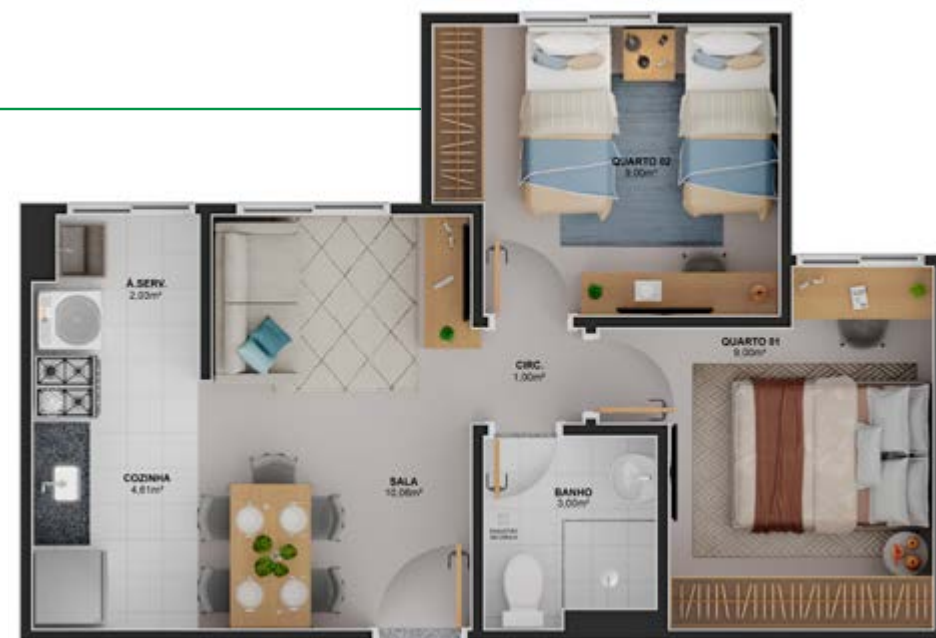 QUARTO 02
9,00m²
Á.SERV.
2,03m²
QUARTO 01
9,00m²
CIRC.
1,00m²
COZINHA
4,61m²
SALA
10,06m²
BANHO
3,00m²